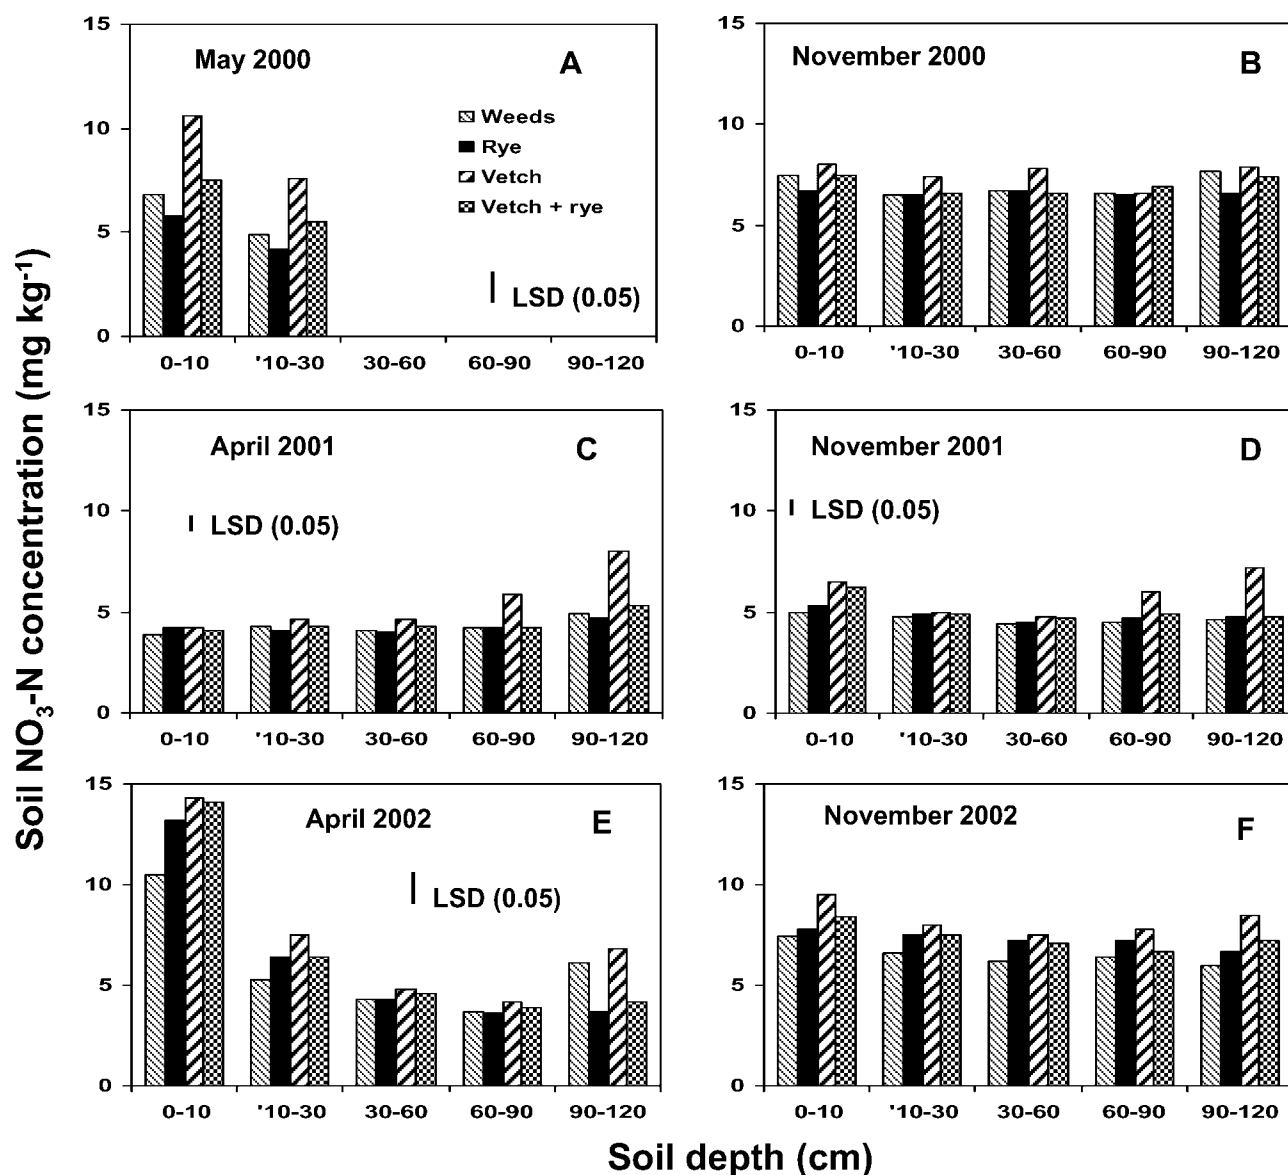 Soil NO3-N concentration (mg kg-1)
15
10
5
0
May 2000
A
Weeds
Rye
Vetch
Vetch + rye
LSD (0.05)
0-10 '10-30 30-60 60-90 90-120
15
10
5
0
November 2000
B
0-10 '10-30 30-60 60-90 90-120
15
10
5
0
April 2001
C
LSD (0.05)
0-10 '10-30 30-60 60-90 90-120
15
10
5
0
November 2001
D
LSD (0.05)
0-10 '10-30 30-60 60-90 90-120
15
10
5
0
April 2002
E
LSD (0.05)
0-10 '10-30 30-60 60-90 90-120
15
10
5
0
November 2002
F
0-10 '10-30 30-60 60-90 90-120
Soil depth (cm)